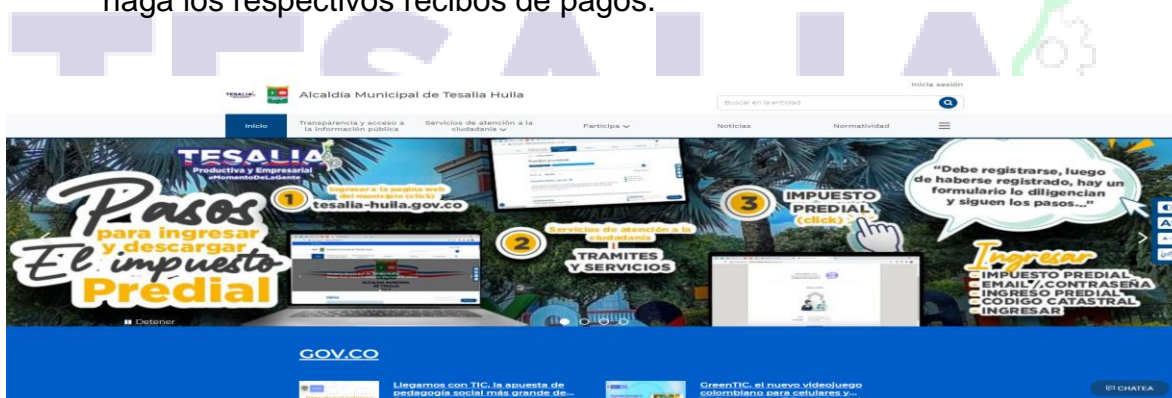 haga los respectivos recibos de pagos.
TESALIA
Inicia sesión
TESALIA
Alcaldía Municipal de Tesalia Huila
Buscar en la entidad
Inicio
Transparencia y acceso a
la información pública
Servicios de atención a la
ciudadanía
Participa
Noticias
Normatividad
TESALIA
Productiva y Empresarial
#MomentoDeLaGente
Pasos
para ingresar
y descargar
El impuesto
Predial
1
Ingresar a la pagina web
del municipio (click)
tesalia-huila.gov.co
2
Servicios de atención a la
ciudadanía
TRAMITES
Y SERVICIOS
3
IMPUESTO
PREDIAL
(click)
“Debe registrarse, luego
de haberse registrado, hay un
formulario lo diligencian
y siguen los pasos...”
Ingresar
IMPUESTO PREDIAL
EMAIL / CONTRASEÑA
INGRESO PREDIAL
CODIGO CATASTRAL
INGRESAR
Detener
GOV.CO
Llegamos con TIC, la apuesta de
pedagogía social más grande de...
GreenTIC, el nuevo videojuego
colombiano para celulares y...
CHATEA